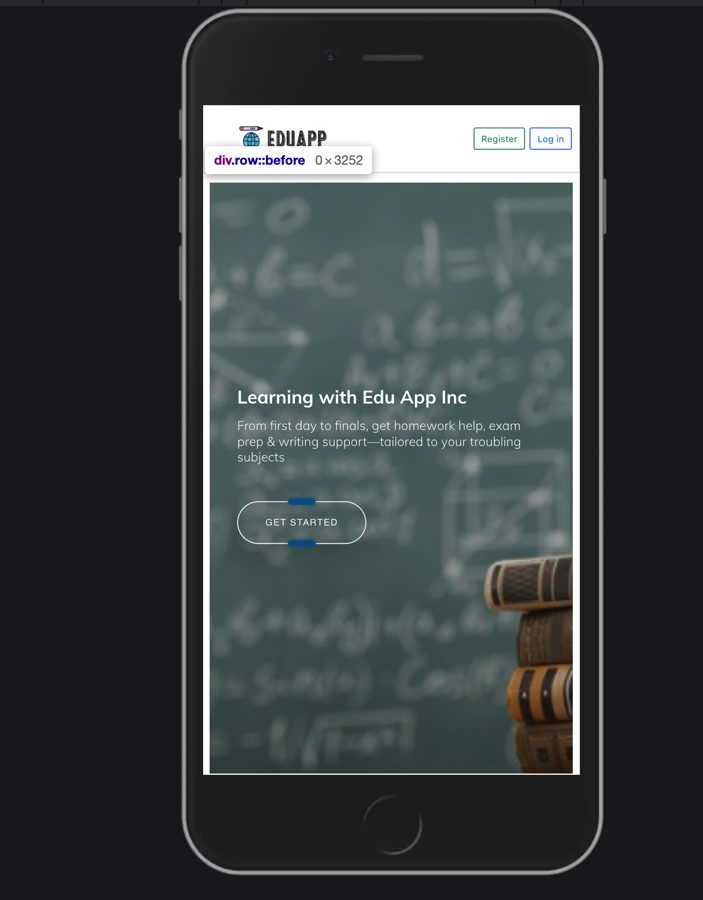 EDUAPP
Register
Log in
div.row::before 0 × 3252
Learning with Edu App Inc
From first day to finals, get homework help, exam
prep & writing support—tailored to your troubling
subjects
GET STARTED